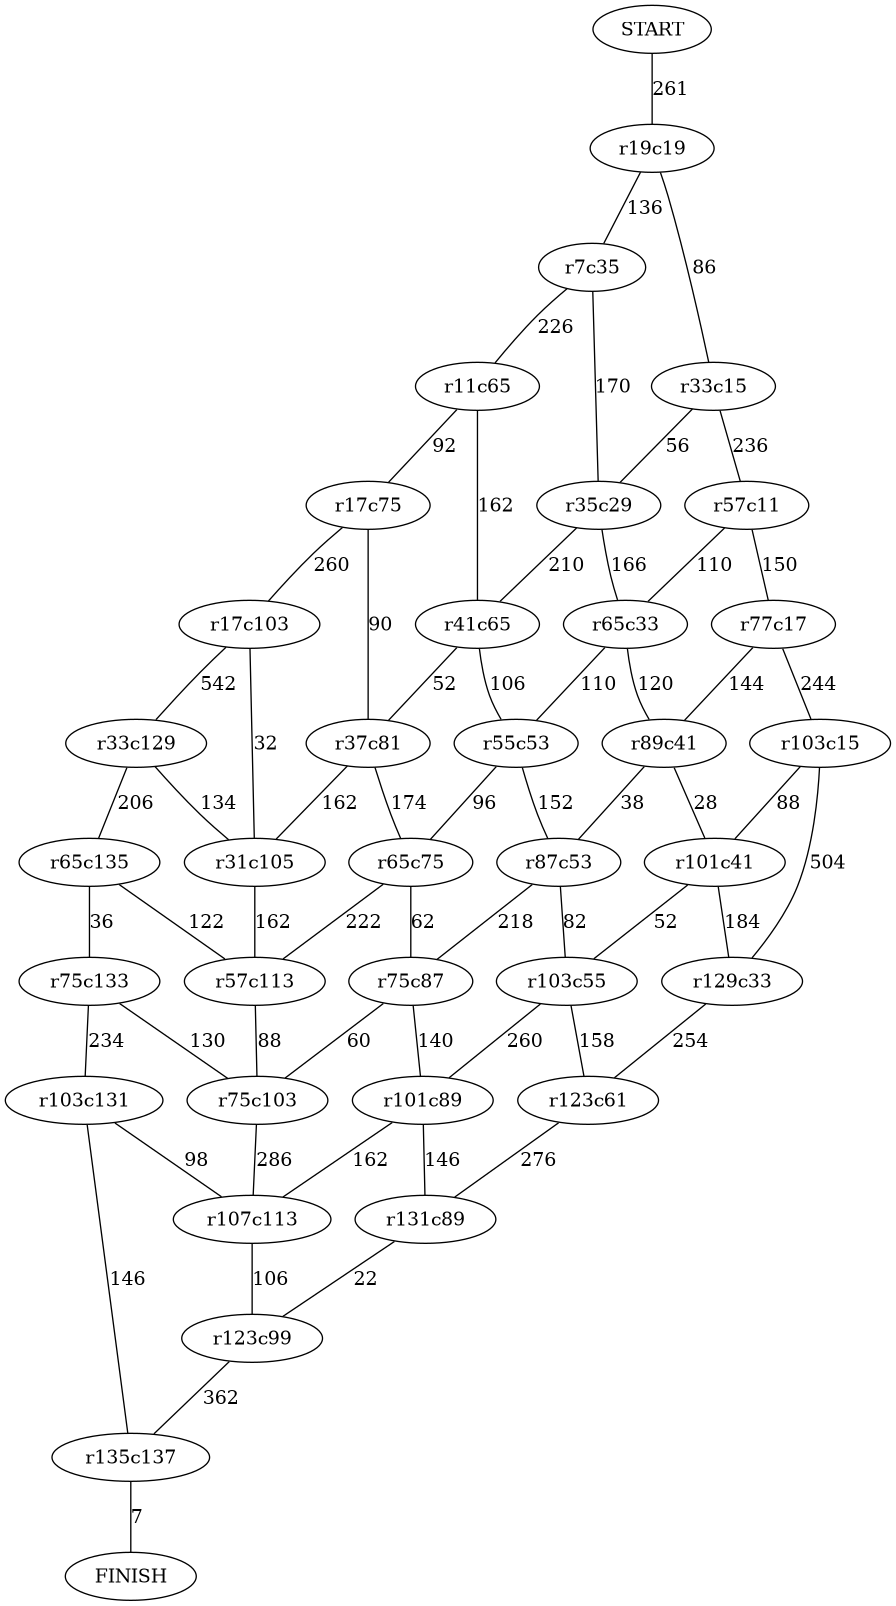 START
261
r19c19
136
r7c35
86
226
r11c65
170
r33c15
92
56
236
r17c75
162
r35c29
r57c11
260
210
166
110
150
r17c103
90
r41c65
r65c33
r77c17
542
52
106
110
120
144
244
r33c129
32
r37c81
r55c53
r89c41
r103c15
206
134
162
174
96
152
38
28
88
r65c135
r31c105
r65c75
r87c53
r101c41
504
36
122
162
222
62
218
82
52
184
r75c133
r57c113
r75c87
r103c55
r129c33
234
130
88
60
140
260
158
254
r103c131
r75c103
r101c89
r123c61
98
286
162
146
276
r107c113
r131c89
146
106
22
r123c99
362
r135c137
7
FINISH